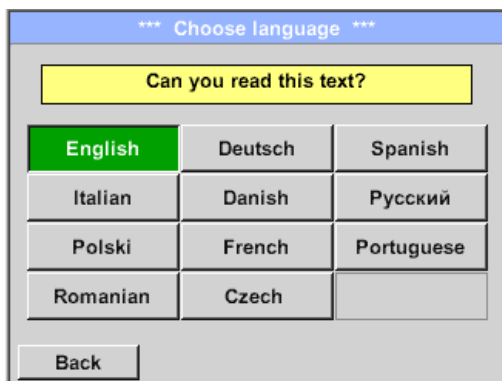 *** Choose language ***
Can you read this text?
English Deutsch Spanish
Italian Danish Русский
Polski French Portuguese
Romanian Czech
Back